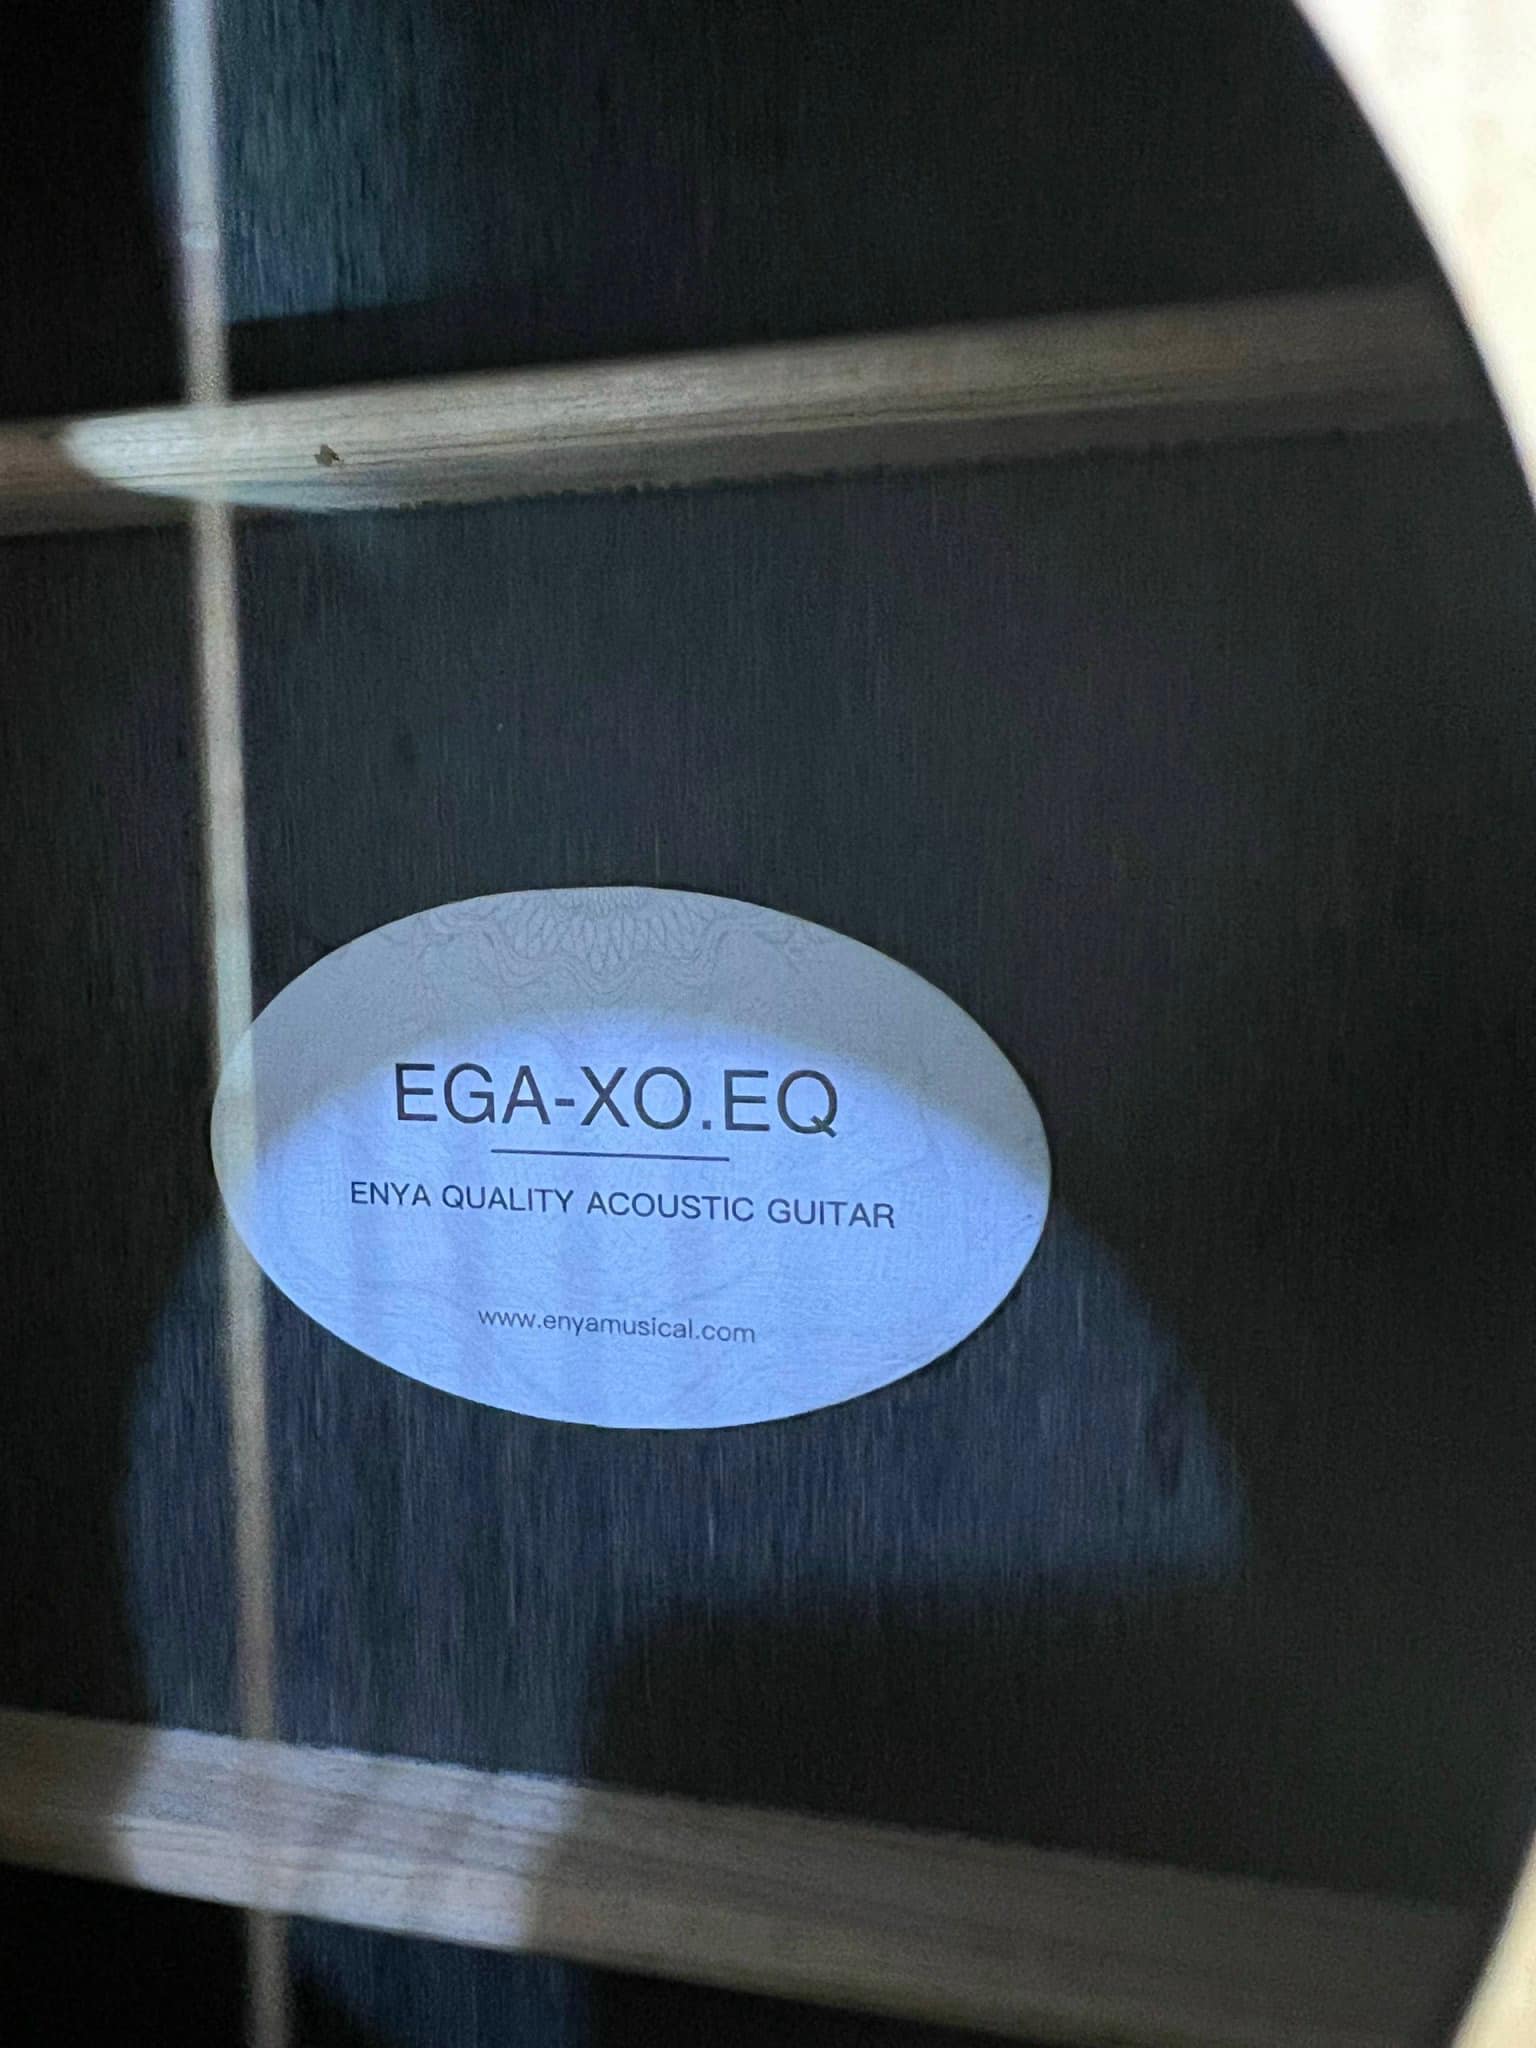 EGA-XO.EQ
ENYA QUALITY ACOUSTIC GUITAR
www.enyamusical.com